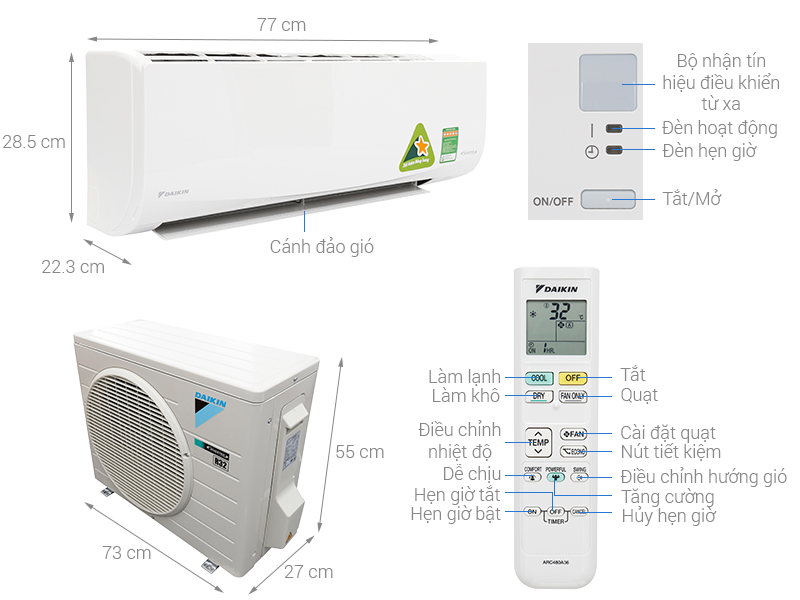 77 cm
28.5 cm
22.3 cm
DAIKIN
Cánh đảo gió
Bộ nhận tín
hiệu điều khiển
từ xa
Đèn hoạt động
Đèn hẹn giờ
ON/OFF
Tắt/Mở
DAIKIN
R32
55 cm
73 cm
27 cm
DAIKIN
32 °C
A
ON 1 HR.
Làm lạnh
COOL
OFF
Tắt
Làm khô
DRY
FAN ONLY
Quạt
Điều chỉnh
nhiệt độ
TEMP
FAN
Cài đặt quạt
ECONO
Nút tiết kiệm
Dễ chịu
COMFORT
POWERFUL
SWING
Điều chỉnh hướng gió
Tăng cường
Hẹn giờ tắt
Hẹn giờ bật
ON
OFF
CANCEL
Hủy hẹn giờ
TIMER
ARC480A36